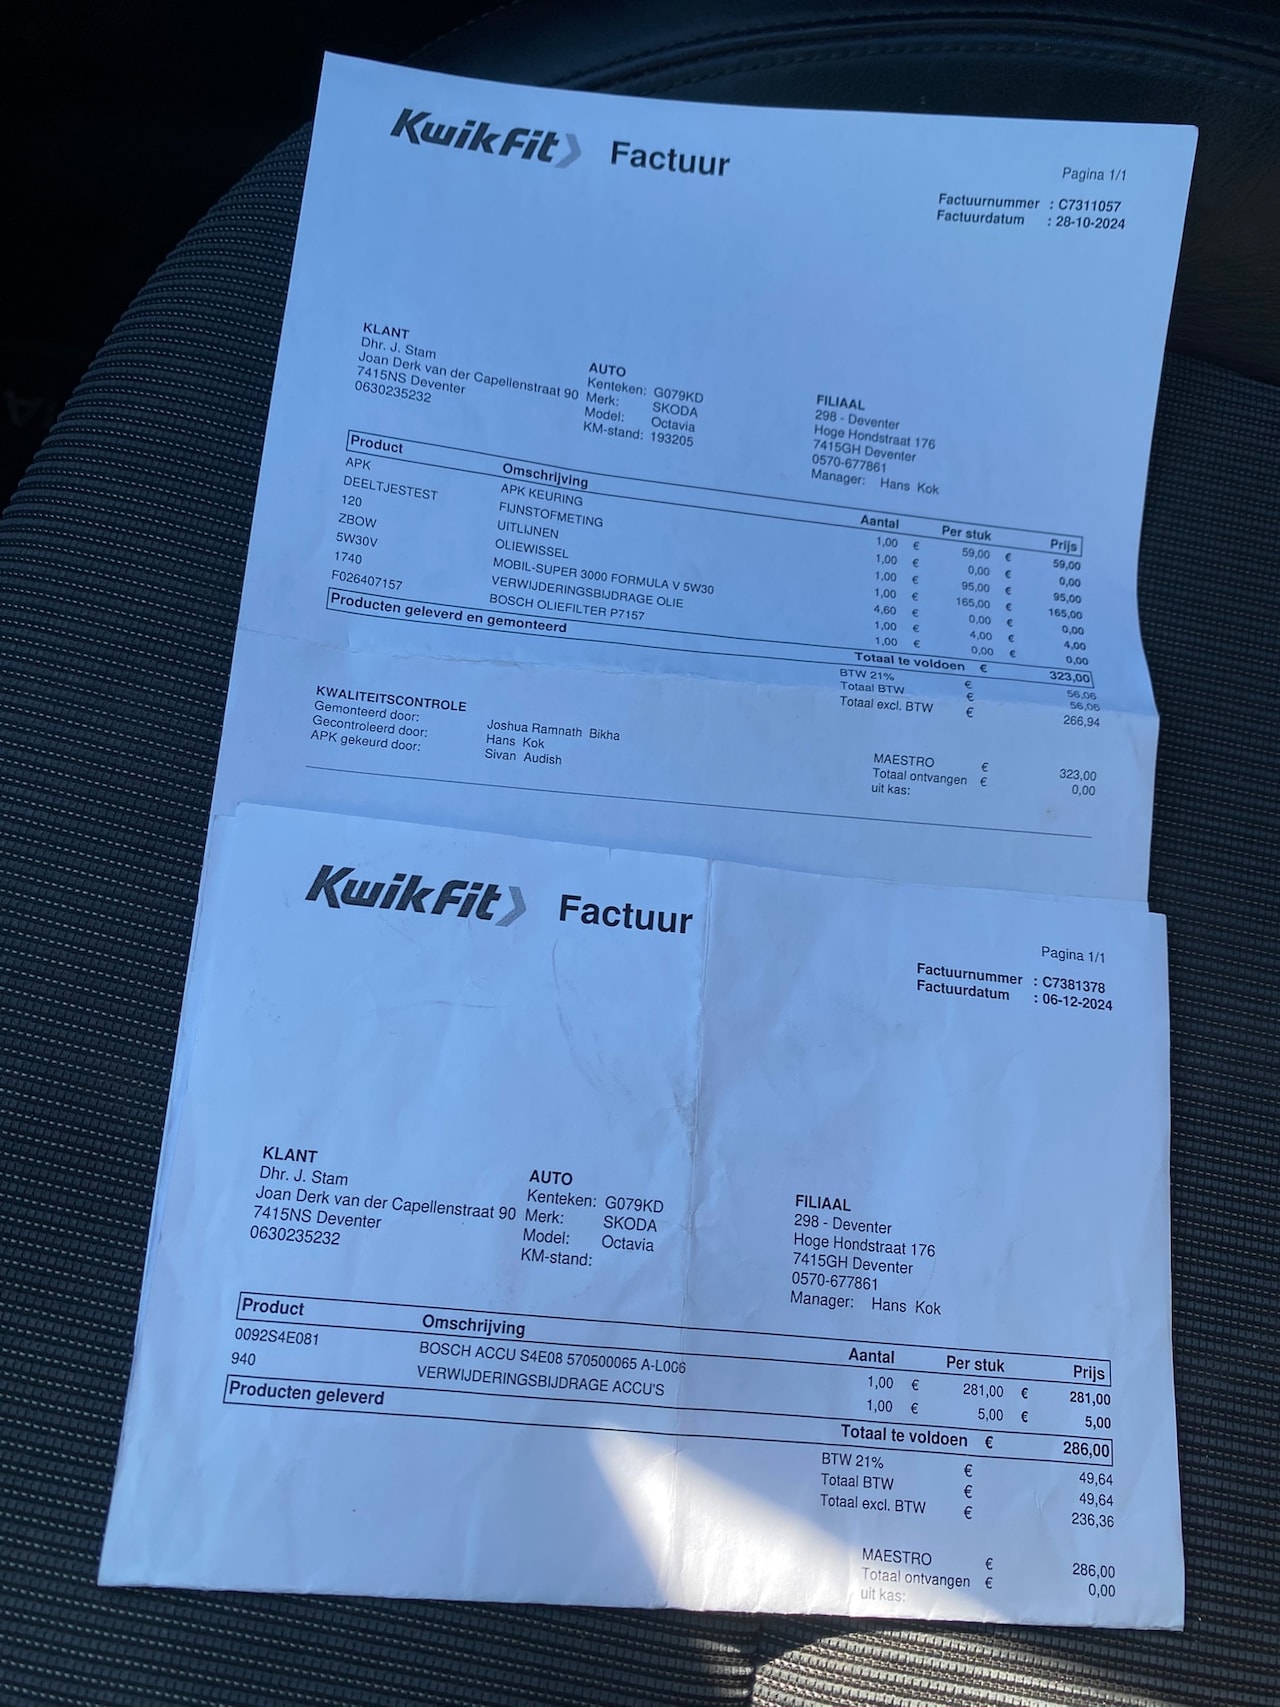 KwikFit Factuur
Pagina 1/1
Factuurnummer : C7311057
Factuurdatum : 28-10-2024
KLANT
Dhr. J. Stam
Joan Derk van der Capellenstraat 90
7415NS Deventer
0630235232
AUTO
Kenteken: G079KD
Merk: SKODA
Model: Octavia
KM-stand: 193205
FILIAAL
298 - Deventer
Hoge Hondstraat 176
7415GH Deventer
0570-677861
Manager: Hans Kok
Product Omschrijving Aantal Per stuk Prijs
APK APK KEURING 1,00 € 59,00 € 59,00
DEELTJESTEST FIJNSTOFMETING 1,00 € 0,00 € 0,00
120 UITLIJNEN 1,00 € 95,00 € 95,00
ZBOW OLIEWISSEL 1,00 € 165,00 € 165,00
5W30V MOBIL-SUPER 3000 FORMULA V 5W30 4,60 € 0,00 € 0,00
1740 VERWIJDERINGSBIJDRAGE OLIE 1,00 € 4,00 € 4,00
F026407157 BOSCH OLIEFILTER P7157 1,00 € 0,00 € 0,00
Producten geleverd en gemonteerd Totaal te voldoen € 323,00
BTW 21% € 56,06
Totaal BTW € 56,06
Totaal excl. BTW € 266,94
KWALITEITSCONTROLE
Gemonteerd door: Joshua Ramnath Bikha
Gecontroleerd door: Hans Kok
APK gekeurd door: Sivan Audish
MAESTRO € 323,00
Totaal ontvangen € 0,00
uit kas:
KwikFit Factuur
Pagina 1/1
Factuurnummer : C7381378
Factuurdatum : 06-12-2024
KLANT
Dhr. J. Stam
Joan Derk van der Capellenstraat 90
7415NS Deventer
0630235232
AUTO
Kenteken: G079KD
Merk: SKODA
Model: Octavia
KM-stand:
FILIAAL
298 - Deventer
Hoge Hondstraat 176
7415GH Deventer
0570-677861
Manager: Hans Kok
Product Omschrijving Aantal Per stuk Prijs
0092S4E081 BOSCH ACCU S4E08 570500065 A-L006 1,00 € 281,00 € 281,00
940 VERWIJDERINGSBIJDRAGE ACCU'S 1,00 € 5,00 € 5,00
Producten geleverd Totaal te voldoen € 286,00
BTW 21% € 49,64
Totaal BTW € 49,64
Totaal excl. BTW € 236,36
MAESTRO € 286,00
Totaal ontvangen € 0,00
uit kas: